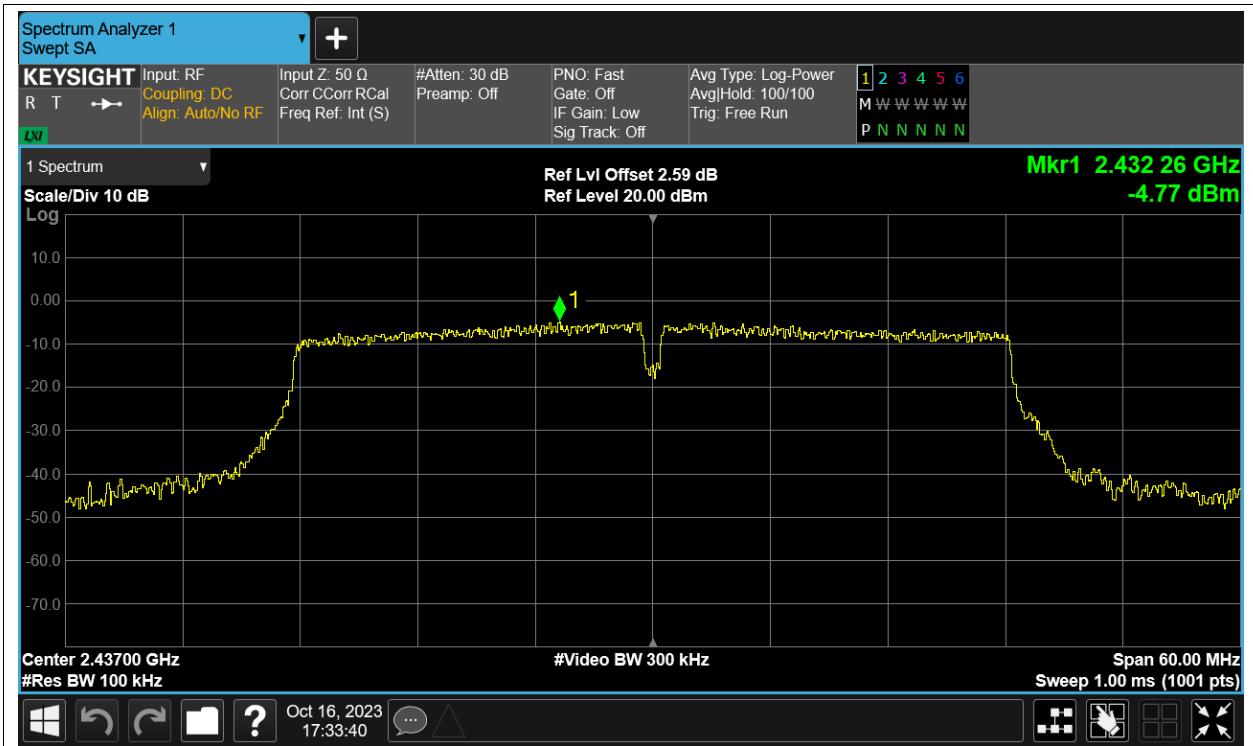 Spectrum Analyzer 1
Swept SA
KEYSIGHT
R T
LXI
Input: RF
Coupling: DC
Align: Auto/No RF
Input Z: 50 Ω
Corr CCorr RCal
Freq Ref: Int (S)
#Atten: 30 dB
Preamp: Off
PNO: Fast
Gate: Off
IF Gain: Low
Sig Track: Off
Avg Type: Log-Power
Avg|Hold: 100/100
Trig: Free Run
1 2 3 4 5 6
M W W W W W W
P N N N N N
1 Spectrum
Scale/Div 10 dB
Log
Ref Lvl Offset 2.59 dB
Ref Level 20.00 dBm
Mkr1 2.432 26 GHz
-4.77 dBm
10.0
0.00
-10.0
-20.0
-30.0
-40.0
-50.0
-60.0
-70.0
1
Center 2.43700 GHz
#Res BW 100 kHz
#Video BW 300 kHz
Span 60.00 MHz
Sweep 1.00 ms (1001 pts)
?
Oct 16, 2023
17:33:40